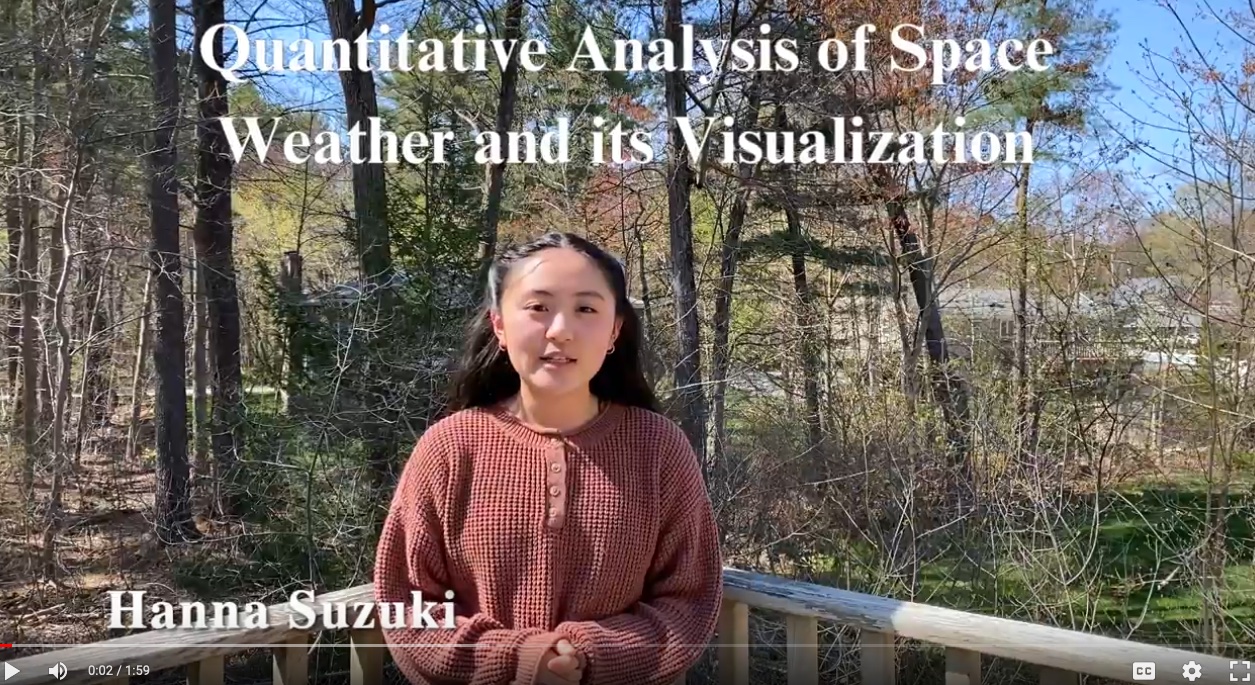 Quantitative Analysis of Space
Weather and its Visualization
Hanna Suzuki
0:02 / 1:59
CC